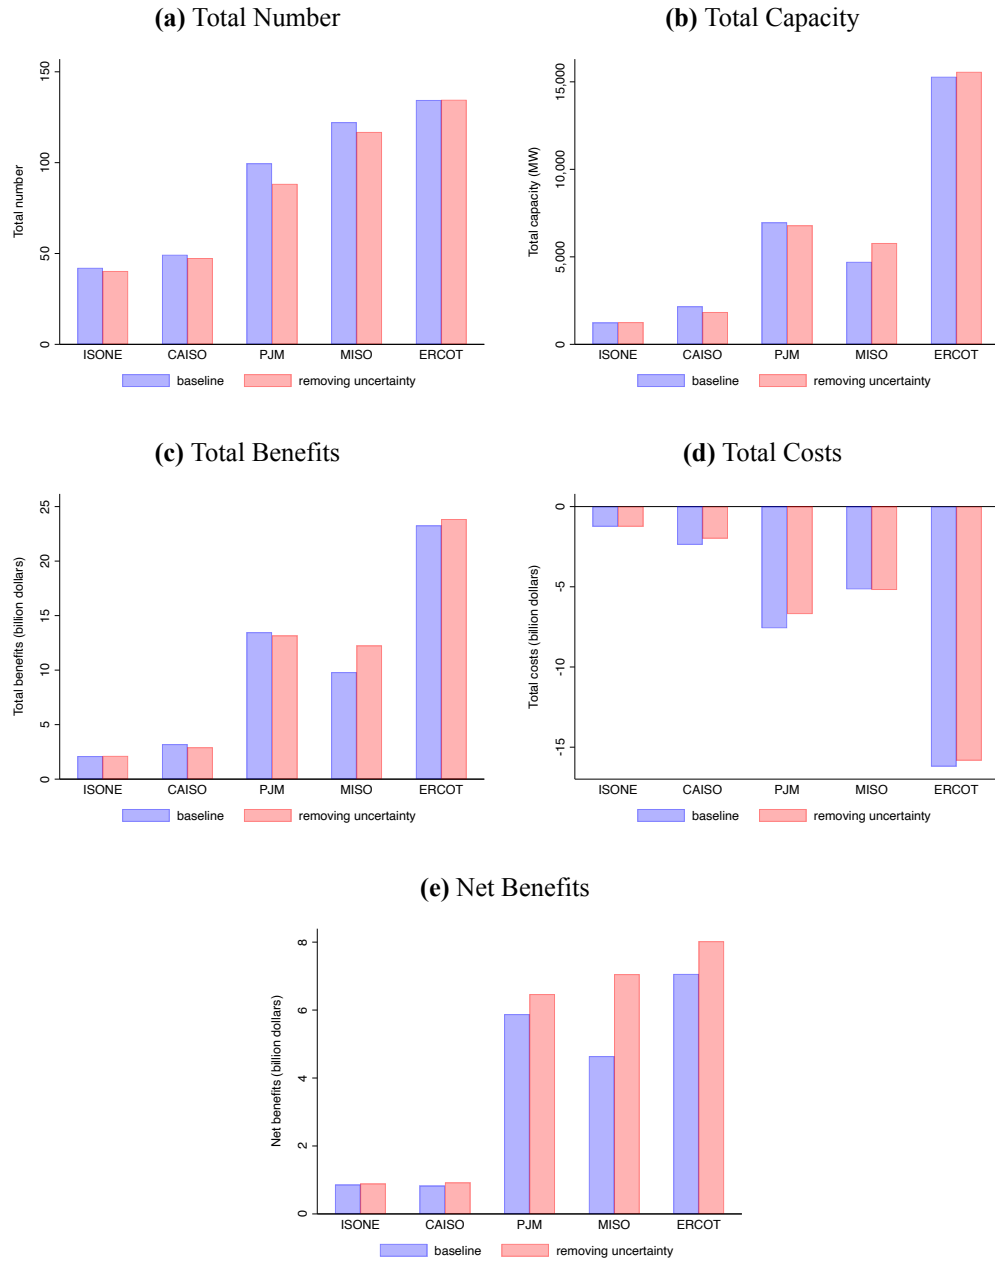 (a) Total Number
Total number
150
100
50
0
ISONE CAISO PJM MISO ERCOT
baseline removing uncertainty
(b) Total Capacity
Total capacity (MW)
15,000
10,000
5,000
0
ISONE CAISO PJM MISO ERCOT
baseline removing uncertainty
(c) Total Benefits
Total benefits (billion dollars)
25
20
15
10
5
0
ISONE CAISO PJM MISO ERCOT
baseline removing uncertainty
(d) Total Costs
Total costs (billion dollars)
0
-5
-10
-15
ISONE CAISO PJM MISO ERCOT
baseline removing uncertainty
(e) Net Benefits
Net benefits (billion dollars)
8
6
4
2
0
ISONE CAISO PJM MISO ERCOT
baseline removing uncertainty